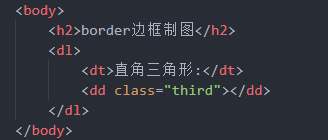 <body>
<h2>border边框制图</h2>
<dl>
<dt>直角三角形:</dt>
<dd class="third"></dd>
</dl>
</body>